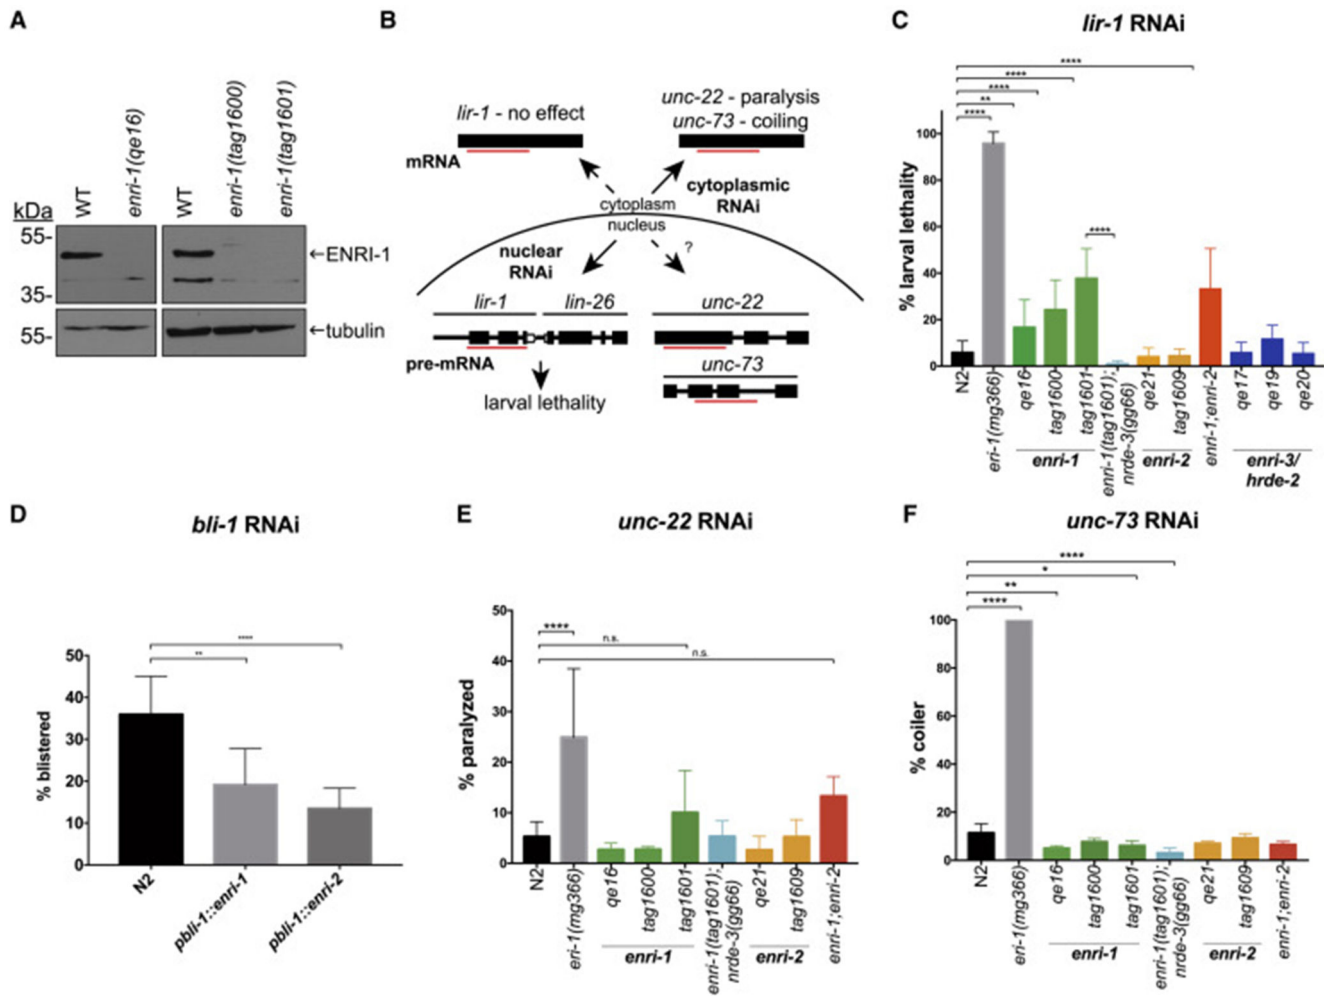 A
kDa
55-
35-
55-
WT
enri-1(qe16)
WT
enri-1(tag1600)
enri-1(tag1601)
←ENRI-1
←tubulin
B
lir-1 - no effect
unc-22 - paralysis
unc-73 - coiling
mRNA
cytoplasmic
RNAi
cytoplasm
nucleus
nuclear
RNAi
?
lir-1
lin-26
unc-22
pre-mRNA
unc-73
larval lethality
C
lir-1 RNAi
****
****
****
**
****
****
% larval lethality
100
80
60
40
20
0
N2
eri-1(mg366)
qe16
tag1600
tag1601
enri-1(tag1601);
nrde-3(gg66)
qe21
tag1609
enri-1;enri-2
qe17
qe19
qe20
enri-1
enri-2
enri-3/
hrde-2
D
bli-1 RNAi
****
**
% blistered
50
40
30
20
10
0
N2
pbli-1::enri-1
pbli-1::enri-2
E
unc-22 RNAi
****
n.s.
n.s.
% paralyzed
50
40
30
20
10
0
N2
eri-1(mg366)
qe16
tag1600
tag1601
enri-1(tag1601);
nrde-3(gg66)
qe21
tag1609
enri-1;enri-2
enri-1
enri-2
F
unc-73 RNAi
****
*
**
****
% coiler
100
80
60
40
20
0
N2
eri-1(mg366)
qe16
tag1600
tag1601
enri-1(tag1601);
nrde-3(gg66)
qe21
tag1609
enri-1;enri-2
enri-1
enri-2